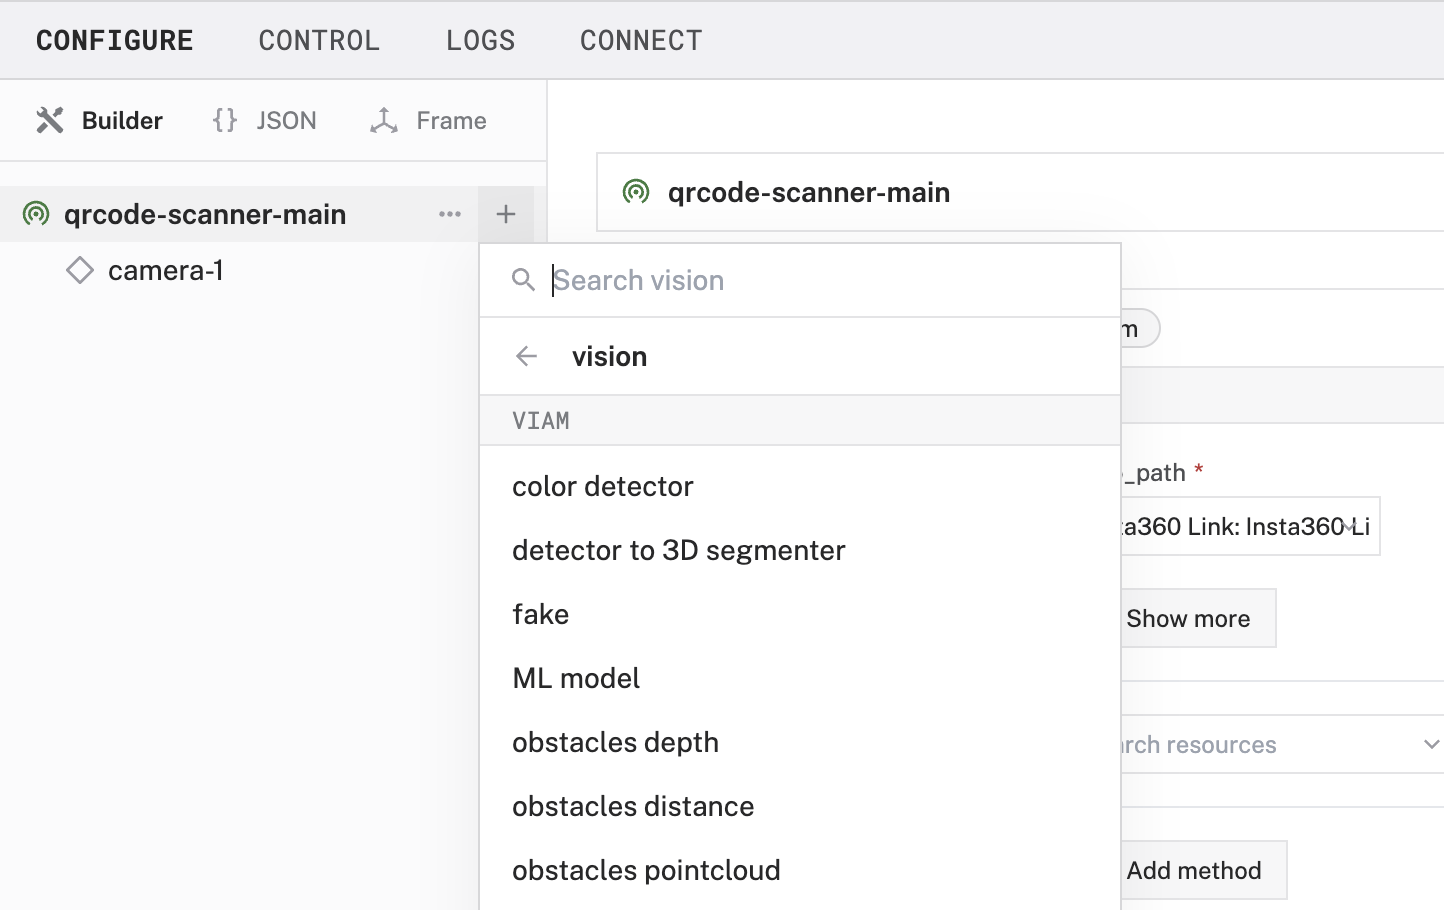 CONFIGURE CONTROL LOGS CONNECT
Builder {} JSON Frame
qrcode-scanner-main
qrcode-scanner-main
camera-1
Search vision
m
vision
VIAM
color detector
_path *
detector to 3D segmenter
ta360 Link: Insta360 Li
fake
Show more
ML model
obstacles depth
rch resources
obstacles distance
obstacles pointcloud
Add method